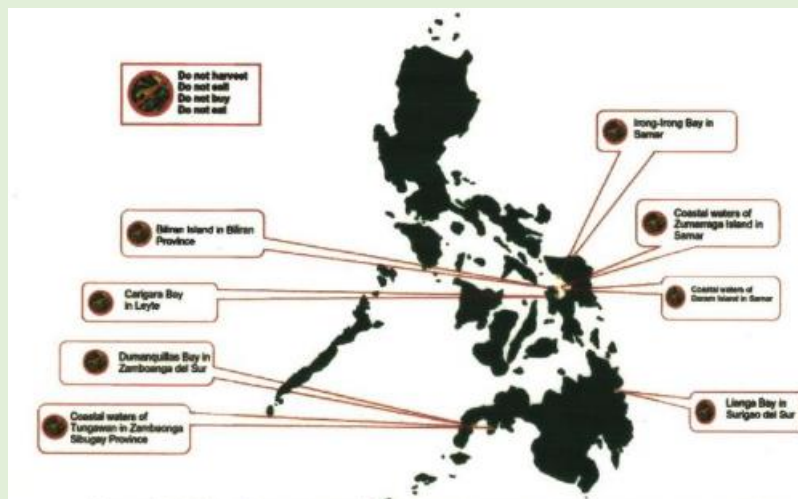 Do not harvest
Do not sell
Do not buy
Do not eat
Irong-Irong Bay in
Samar
Biliran Island in Biliran
Province
Coastal waters of
Zumarraga Island in
Samar
Carigara Bay
in Leyte
Coastal waters of
Daram Island in Samar
Dumanquillas Bay in
Zamboanga del Sur
Lianga Bay in
Surigao del Sur
Coastal waters of
Tungawan in Zamboanga
Sibugay Province